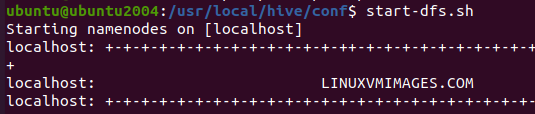 ubuntu@ubuntu2004:/usr/local/hive/conf$ start-dfs.sh
Starting namenodes on [localhost]
localhost: +-+-+-+-+-+-+-+-+-+-+-+-+-+-++-+-+-+-+-+-+-+-+-+-+-+
+
localhost:                          LINUXVMIMAGES.COM
localhost: +-+-+-+-+-+-+-+-+-+-+-+-+-+-+-+-+-+-+-+-+-+-+-+-+-+-